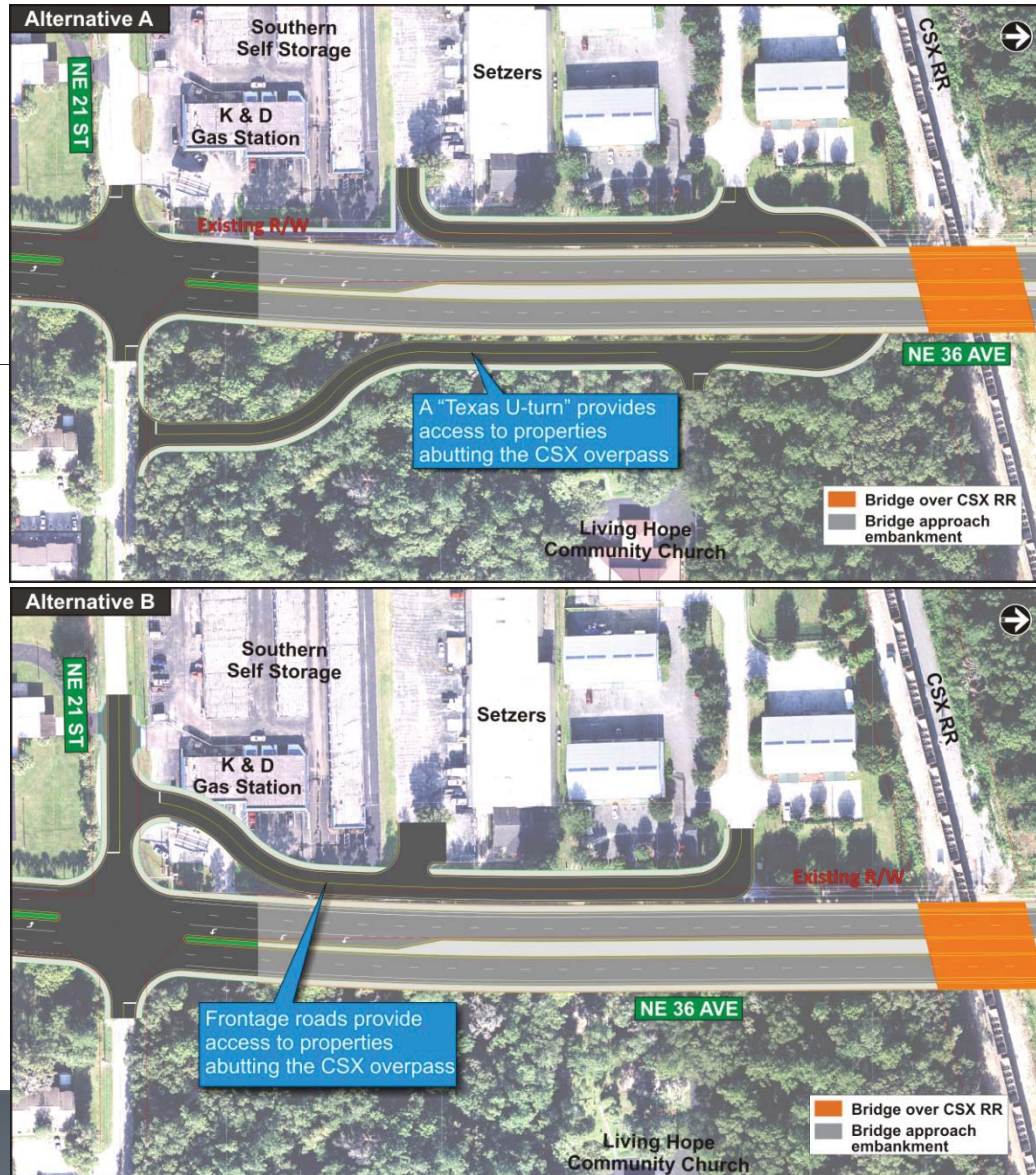 Alternative A
Southern
Self Storage
Setzers
CSX RR
NE 21 ST
K & D
Gas Station
Existing R/W
NE 36 AVE
A “Texas U-turn” provides
access to properties
abutting the CSX overpass
Living Hope
Community Church
Bridge over CSX RR
Bridge approach
embankment
Alternative B
Southern
Self Storage
Setzers
CSX RR
NE 21 ST
K & D
Gas Station
Existing R/W
NE 36 AVE
Frontage roads provide
access to properties
abutting the CSX overpass
Living Hope
Community Church
Bridge over CSX RR
Bridge approach
embankment